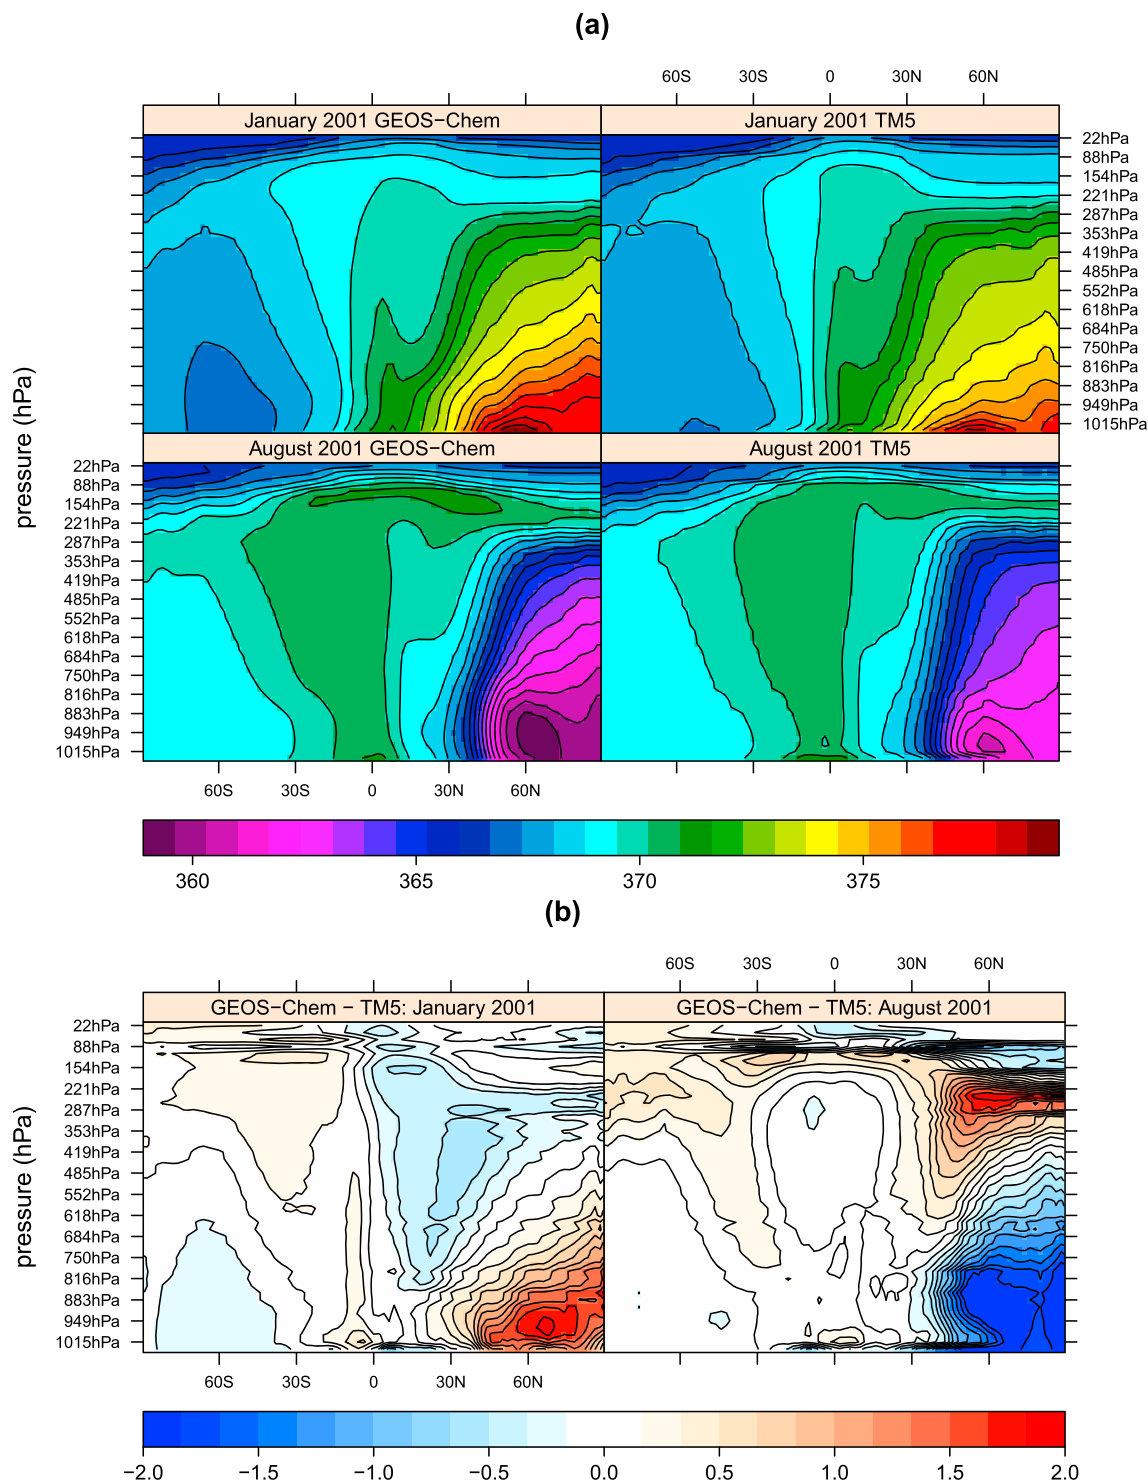 (a)
60S 30S 0 30N 60N
January 2001 GEOS−Chem
January 2001 TM5
22hPa
88hPa
154hPa
221hPa
287hPa
353hPa
419hPa
485hPa
552hPa
618hPa
684hPa
750hPa
816hPa
883hPa
949hPa
1015hPa
pressure (hPa)
August 2001 GEOS−Chem
August 2001 TM5
22hPa
88hPa
154hPa
221hPa
287hPa
353hPa
419hPa
485hPa
552hPa
618hPa
684hPa
750hPa
816hPa
883hPa
949hPa
1015hPa
60S 30S 0 30N 60N
360 365 370 375
(b)
60S 30S 0 30N 60N
GEOS−Chem − TM5: January 2001
GEOS−Chem − TM5: August 2001
22hPa
88hPa
154hPa
221hPa
287hPa
353hPa
419hPa
485hPa
552hPa
618hPa
684hPa
750hPa
816hPa
883hPa
949hPa
1015hPa
pressure (hPa)
60S 30S 0 30N 60N
−2.0 −1.5 −1.0 −0.5 0.0 0.5 1.0 1.5 2.0